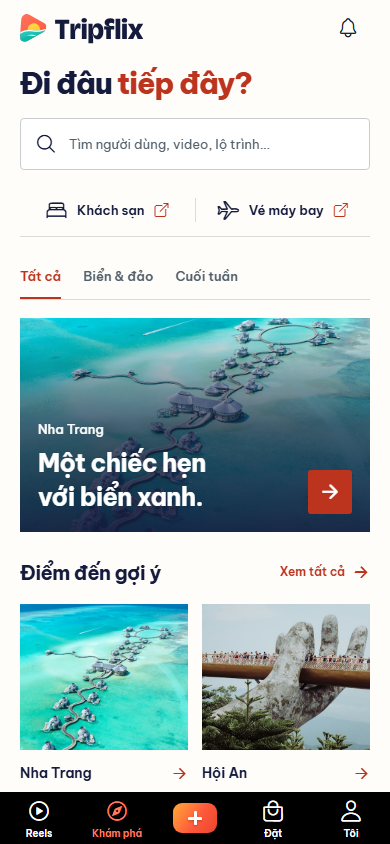 Tripflix
Đi đâu tiếp đây?
Tìm người dùng, video, lộ trình...
Khách sạn
Vé máy bay
Tất cả
Biển & đảo
Cuối tuần
Nha Trang
Một chiếc hẹn
với biển xanh.
Điểm đến gợi ý
Xem tất cả
Nha Trang
Hội An
Reels
Khám phá
Đặt
Tôi